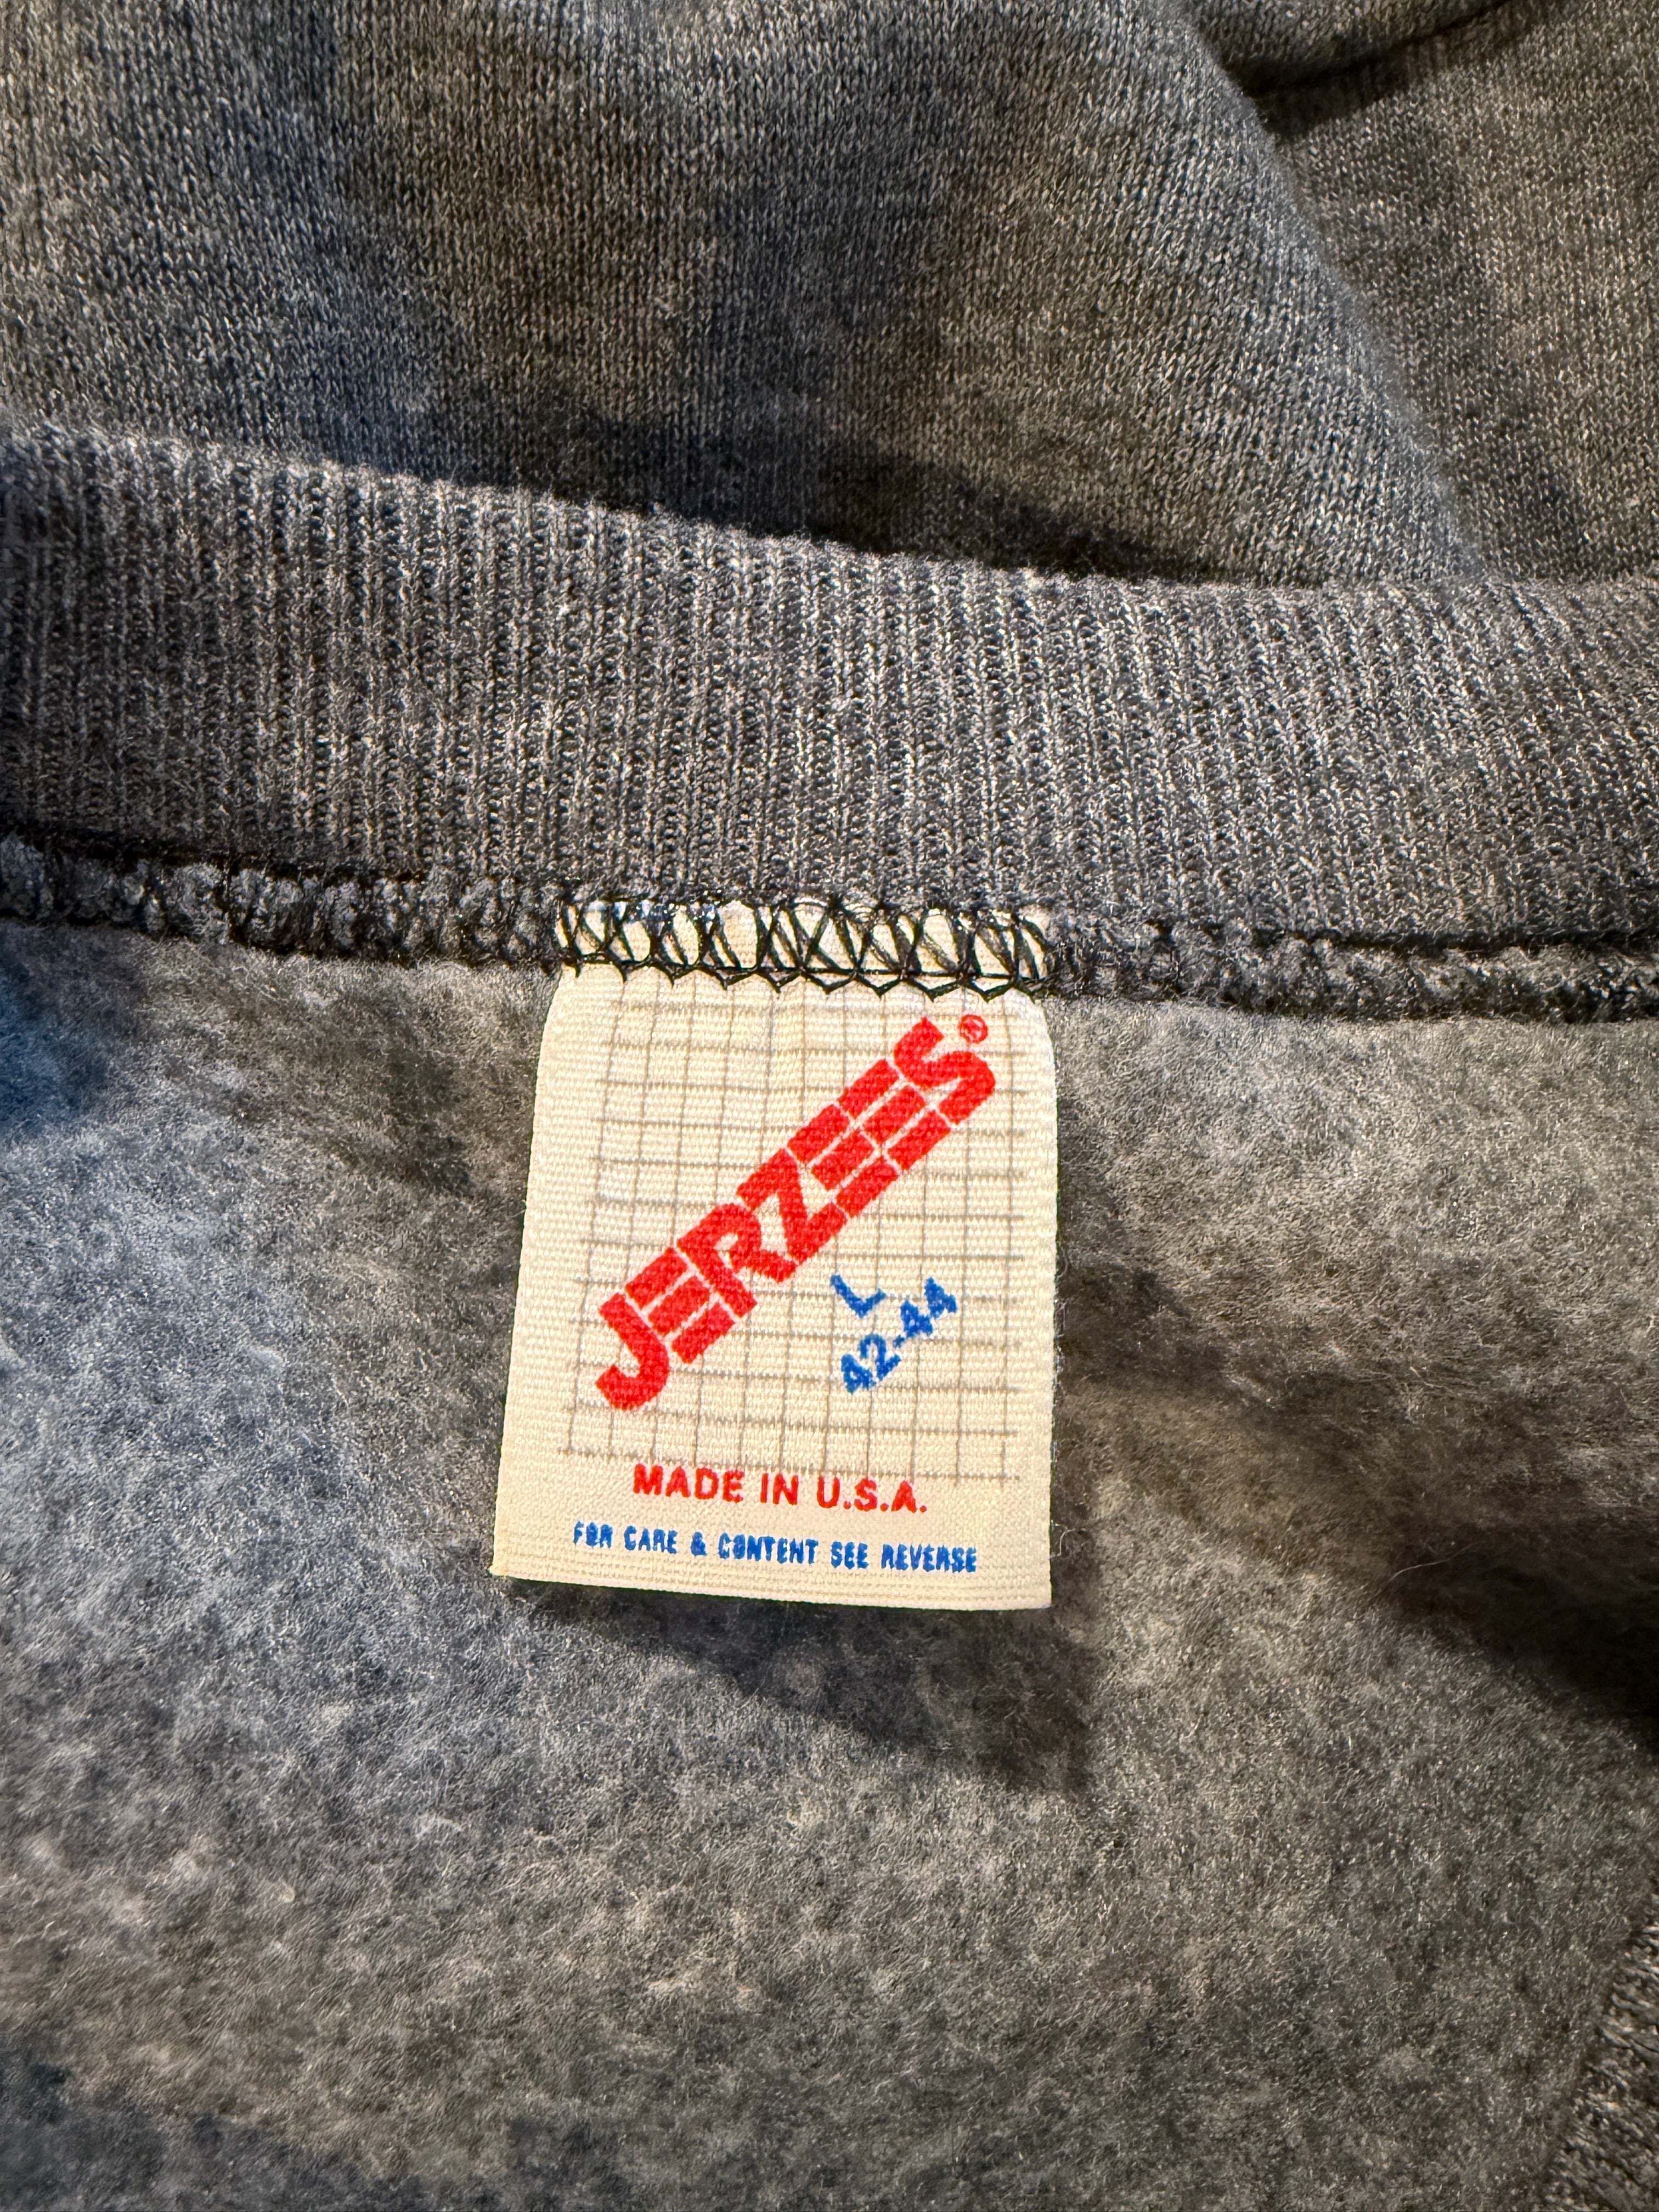 JERZEES®
L
42-44
MADE IN U.S.A.
FOR CARE & CONTENT SEE REVERSE